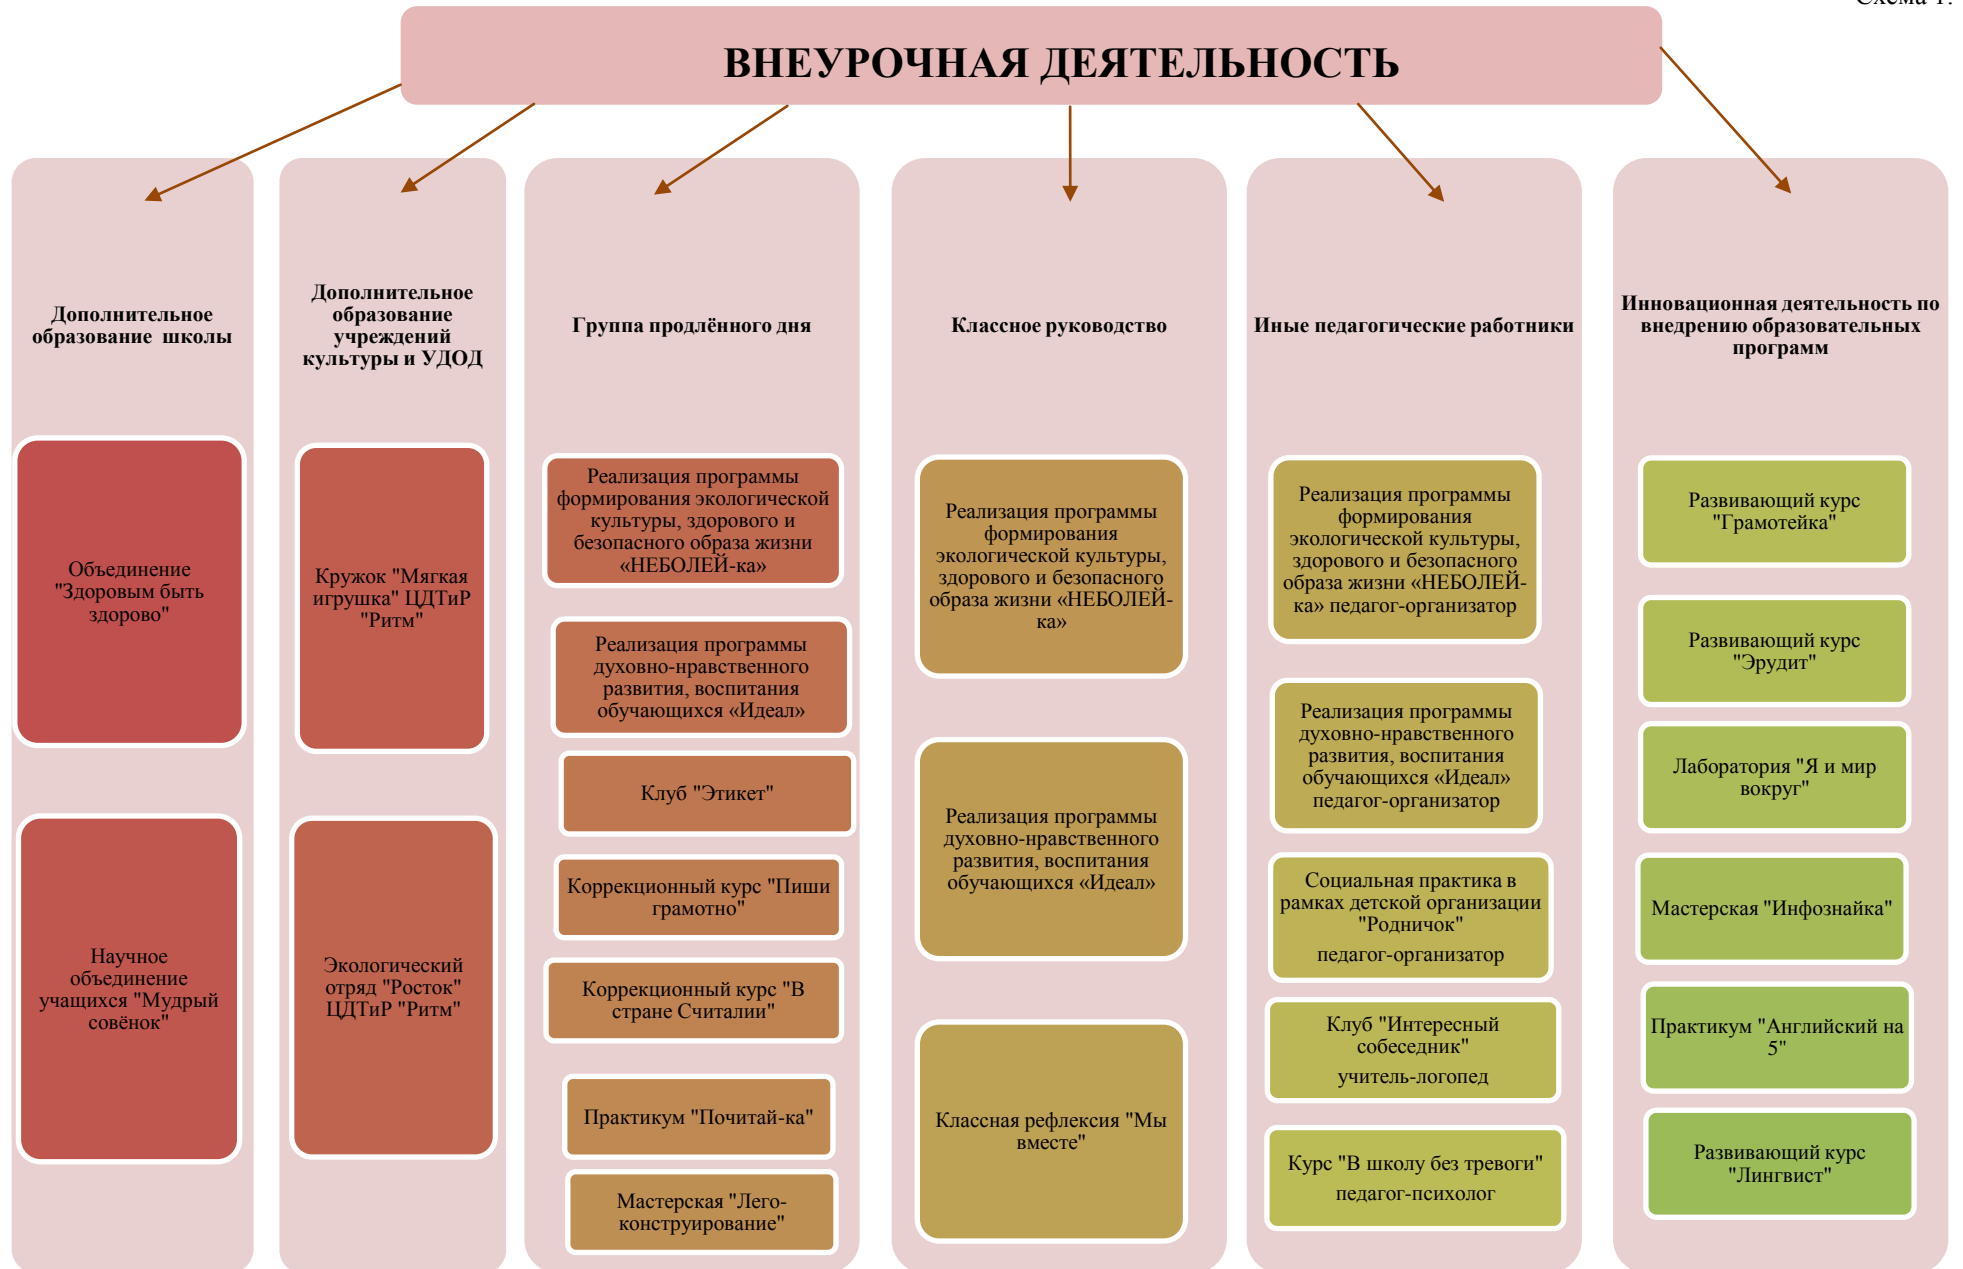 Схема 1.
ВНЕУРОЧНАЯ ДЕЯТЕЛЬНОСТЬ
Дополнительное
образование школы
Объединение
"Здоровым быть
здорово"
Научное
объединение
учащихся "Мудрый
совёнок"
Дополнительное
образование
учреждений
культуры и УДОД
Кружок "Мягкая
игрушка" ЦДТиР
"Ритм"
Экологический
отряд "Росток"
ЦДТиР "Ритм"
Группа продлённого дня
Реализация программы
формирования экологической
культуры, здорового и
безопасного образа жизни
«НЕБОЛЕЙ-ка»
Реализация программы
духовно-нравственного
развития, воспитания
обучающихся «Идеал»
Клуб "Этикет"
Коррекционный курс "Пиши
грамотно"
Коррекционный курс "В
стране Считалии"
Практикум "Почитай-ка"
Мастерская "Лего-
конструирование"
Классное руководство
Реализация программы
формирования
экологической культуры,
здорового и безопасного
образа жизни «НЕБОЛЕЙ-
ка»
Реализация программы
духовно-нравственного
развития, воспитания
обучающихся «Идеал»
Классная рефлексия "Мы
вместе"
Иные педагогические работники
Реализация программы
формирования
экологической культуры,
здорового и безопасного
образа жизни «НЕБОЛЕЙ-
ка» педагог-организатор
Реализация программы
духовно-нравственного
развития, воспитания
обучающихся «Идеал»
педагог-организатор
Социальная практика в
рамках детской организации
"Родничок"
педагог-организатор
Клуб "Интересный
собеседник"
учитель-логопед
Курс "В школу без тревоги"
педагог-психолог
Инновационная деятельность по
внедрению образовательных
программ
Развивающий курс
"Грамотейка"
Развивающий курс
"Эрудит"
Лаборатория "Я и мир
вокруг"
Мастерская "Инфознайка"
Практикум "Английский на
5"
Развивающий курс
"Лингвист"